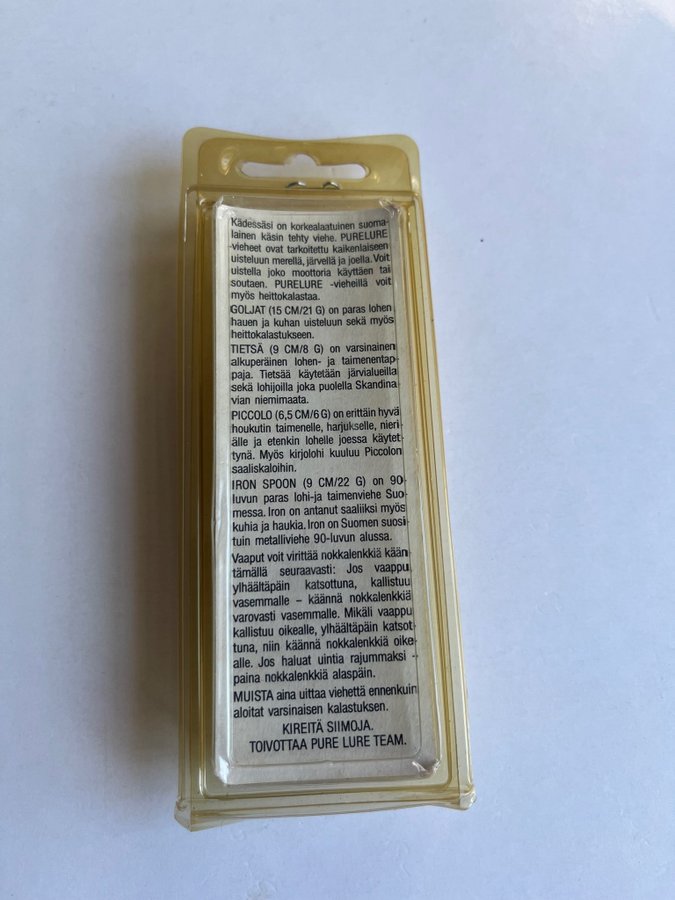 Kädessäsi on korkealaatuinen suoma-
lainen käsin tehty viehe. PURELURE
-vieheet ovat tarkoitettu kaikenlaiseen
uisteluun merellä, järvellä ja joella. Voit
uistella joko moottoria käyttäen tai
soutaen. PURELURE -vieheillä voit
myös heittokalastaa.
GOLJAT (15 CM/21 G) on paras lohen
hauen ja kuhan uisteluun sekä myös
heittokalastukseen.
TIETSÄ (9 CM/8 G) on varsinainen
alkuperäinen lohen- ja taimenentap-
paja. Tietsää käytetään järvialueilla
sekä lohijoilla joka puolella Skandina-
vian niemimaata.
PICCOLO (6,5 CM/6 G) on erittäin hyvä
houkutin taimenelle, harjukselle, nieri-
älle ja etenkin lohelle joessa käytet-
tynä. Myös kirjolohi kuuluu Piccolon
saaliskaloihin.
IRON SPOON (9 CM/22 G) on 90-
luvun paras lohi-ja taimenviehe Suo-
messa. Iron on antanut saaliiksi myös
kuhia ja haukia. Iron on Suomen suosi-
tuin metalliviehe 90-luvun alussa.
Vaaput voit virittää nokkalenkkiä kään-
tämällä seuraavasti: Jos vaappu,
ylhäältäpäin katsottuna, kallistuu
vasemmalle – käännä nokkalenkkiä
varovasti vasemmalle. Mikäli vaappu
kallistuu oikealle, ylhäältäpäin katsot-
tuna, niin käännä nokkalenkkiä oike-
alle. Jos haluat uintia rajummaksi -
paina nokkalenkkiä alaspäin.
MUISTA aina uittaa viehettä ennenkuin
aloitat varsinaisen kalastuksen.
KIREITÄ SIIMOJA.
TOIVOTTAA PURE LURE TEAM.